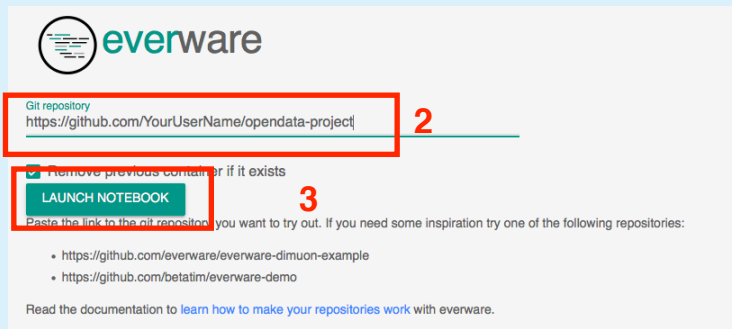 everware
Git repository
https://github.com/YourUserName/opendata-project
2
Remove previous container if it exists
LAUNCH NOTEBOOK
3
Paste the link to the git repository you want to try out. If you need some inspiration try one of the following repositories:
• https://github.com/everware/everware-dimuon-example
• https://github.com/betatim/everware-demo
Read the documentation to learn how to make your repositories work with everware.